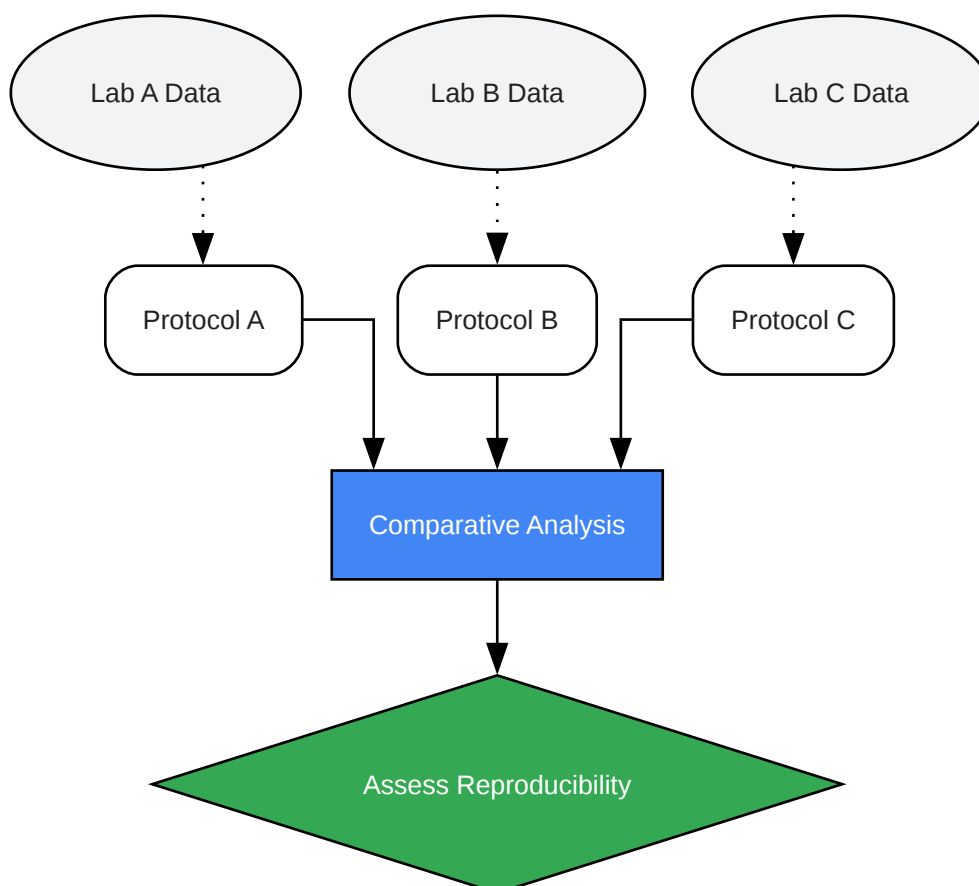 Lab A Data
Lab B Data
Lab C Data
Protocol A
Protocol B
Protocol C
Comparative Analysis
Assess Reproducibility